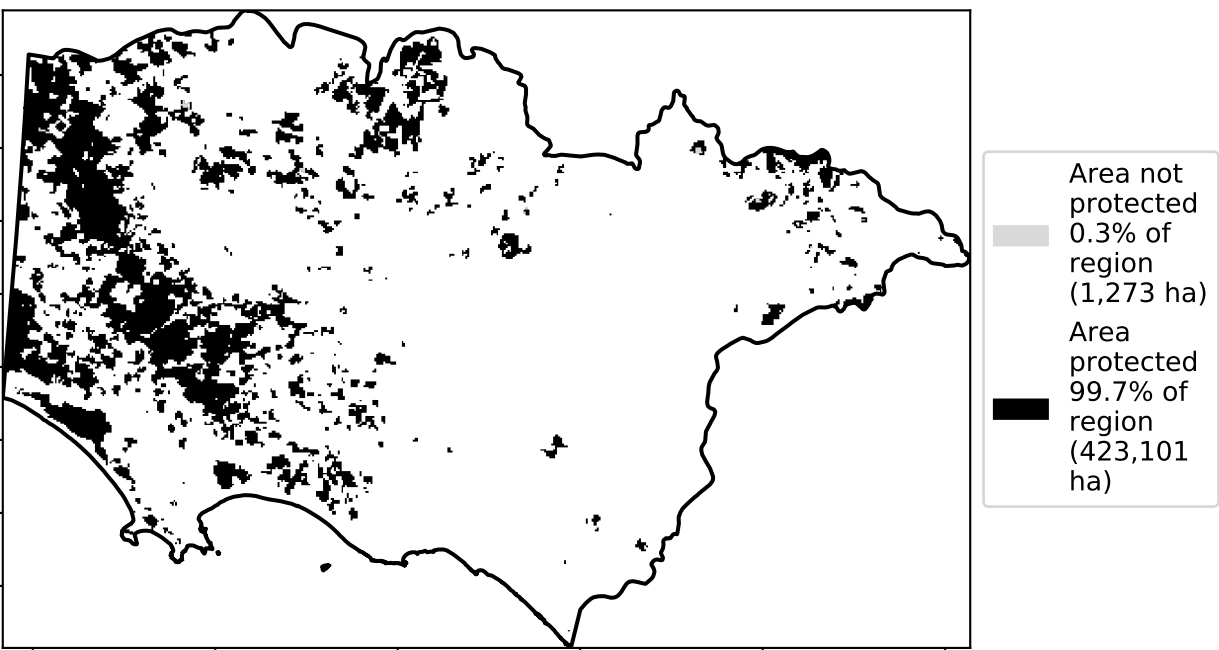 Area not
protected
0.3% of
region
(1,273 ha)
Area
protected
99.7% of
region
(423,101
ha)